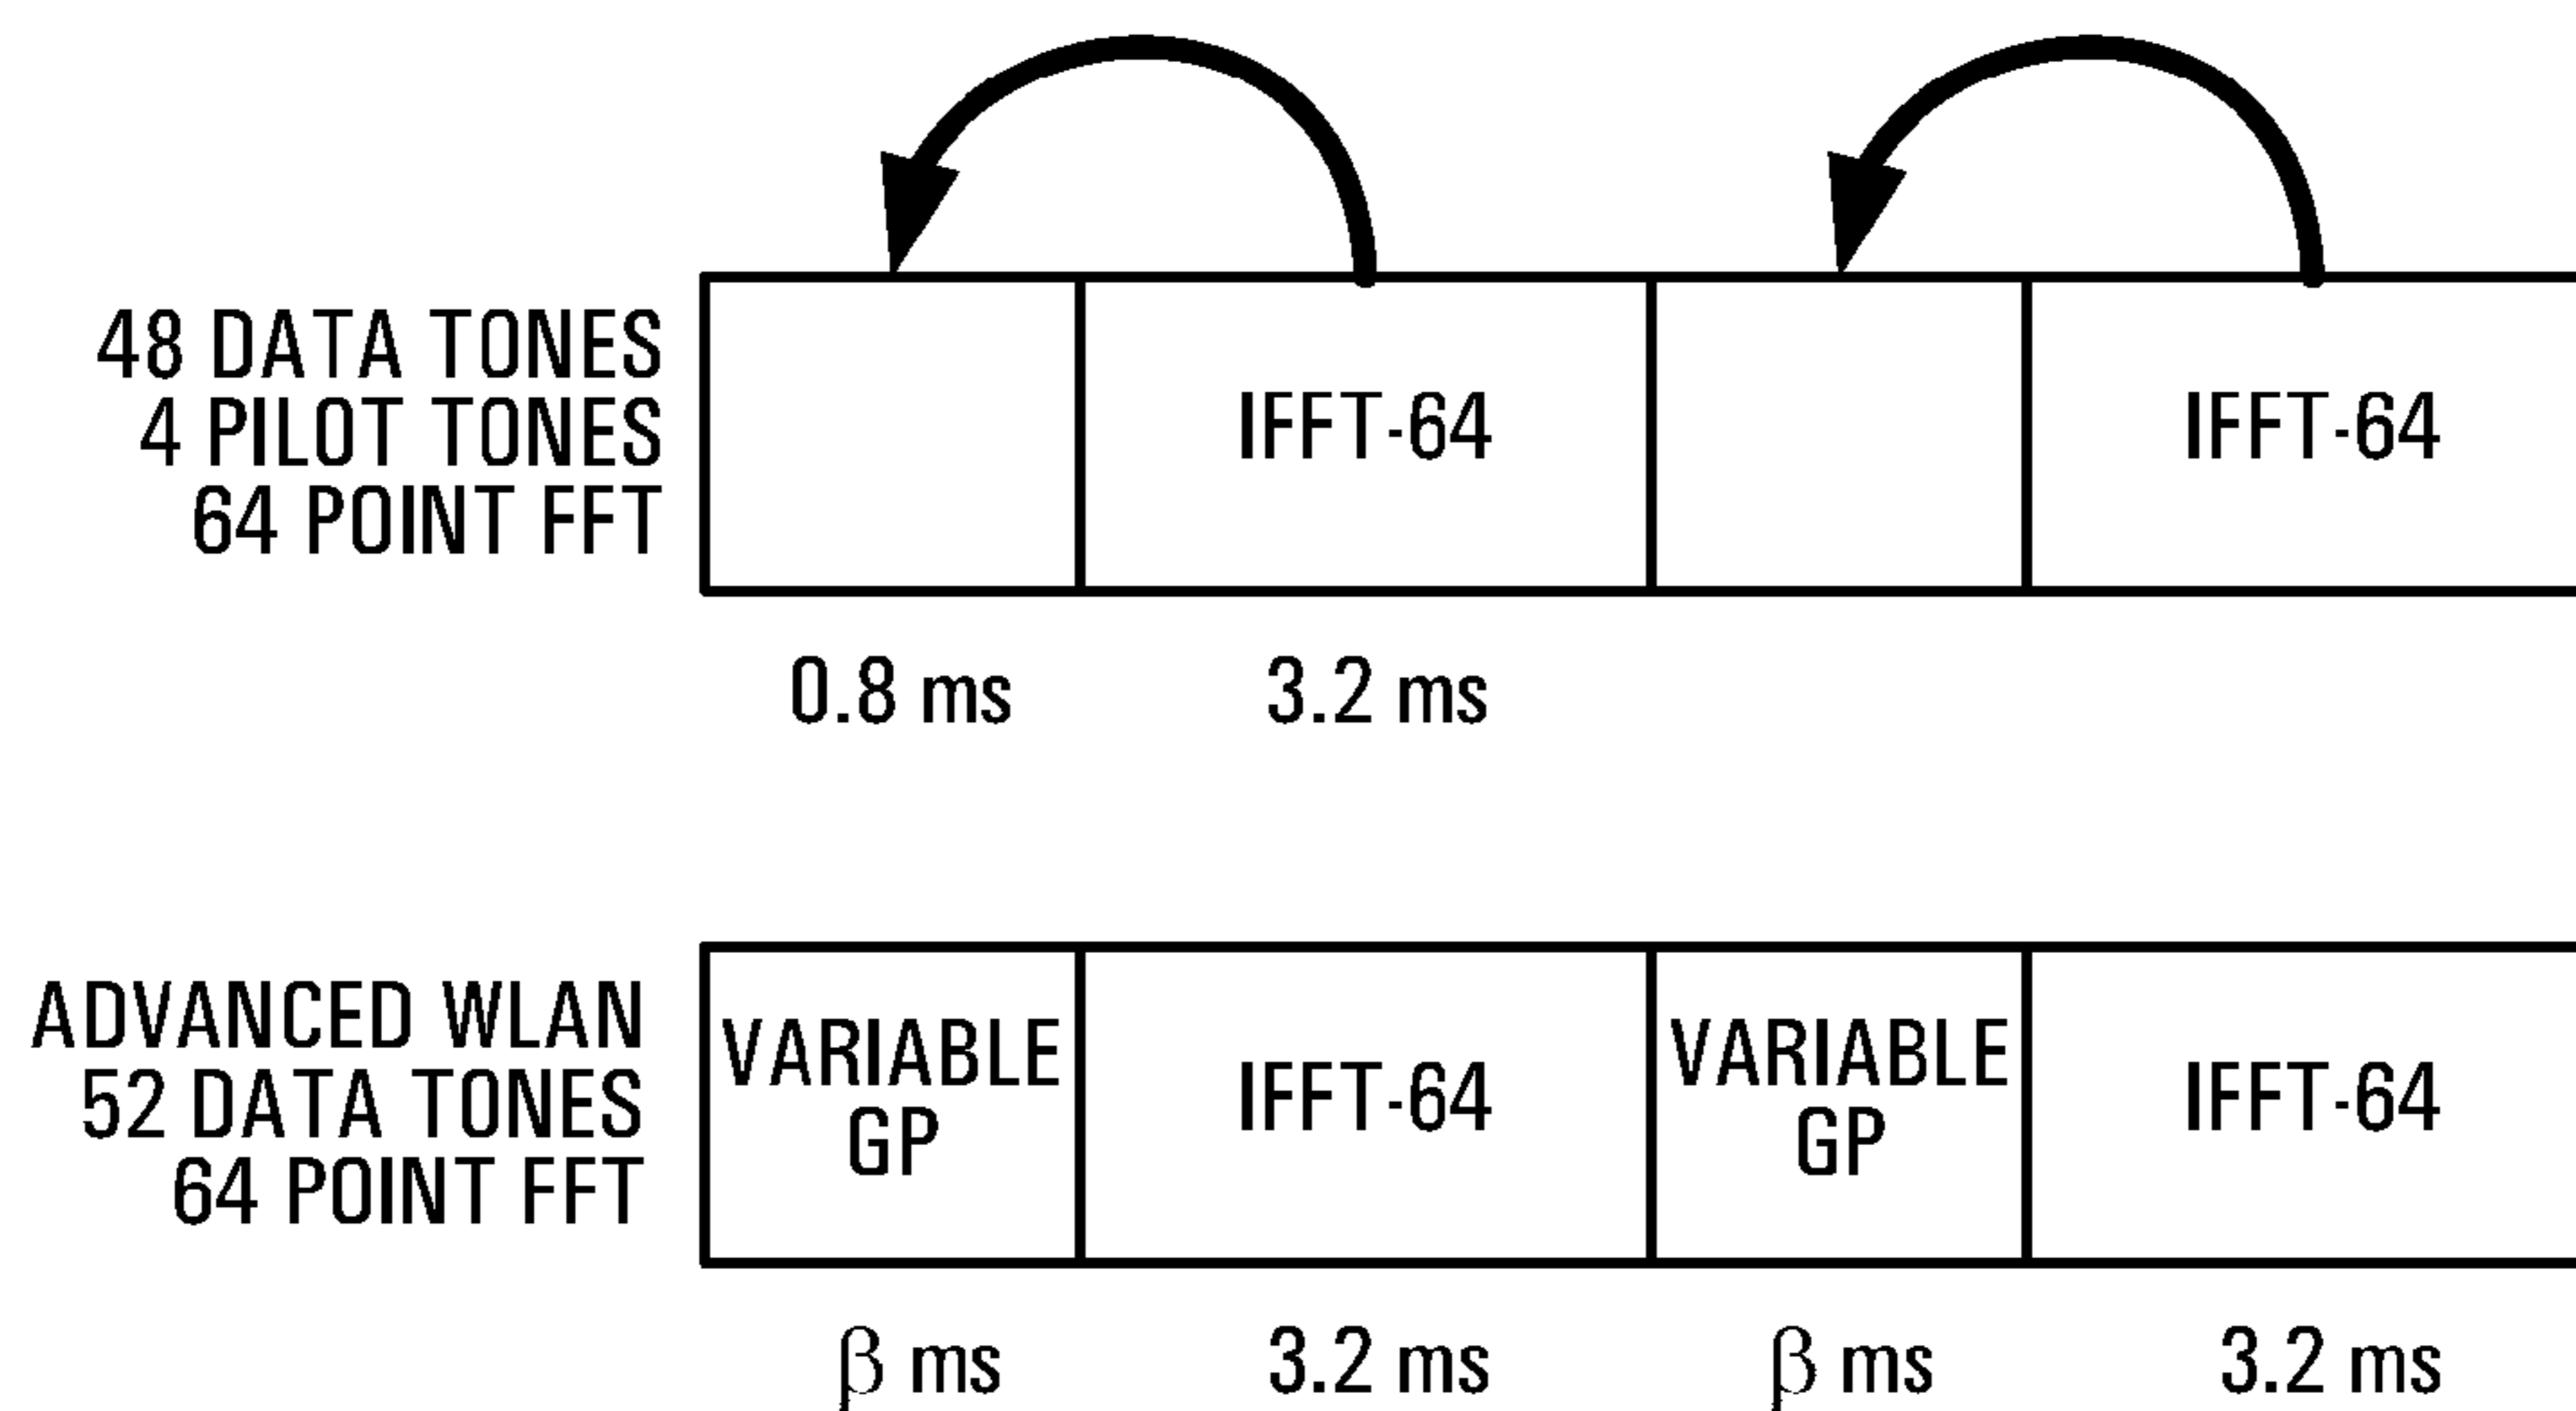 48 DATA TONES
4 PILOT TONES
64 POINT FFT
IFFT-64
IFFT-64
0.8 ms
3.2 ms
ADVANCED WLAN
52 DATA TONES
64 POINT FFT
VARIABLE
GP
IFFT-64
VARIABLE
GP
IFFT-64
β ms
3.2 ms
β ms
3.2 ms